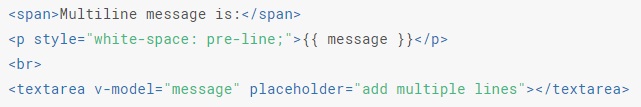 <span>Multiline message is:</span>
<p style="white-space: pre-line;">{{ message }}</p>
<br>
<textarea v-model="message" placeholder="add multiple lines"></textarea>